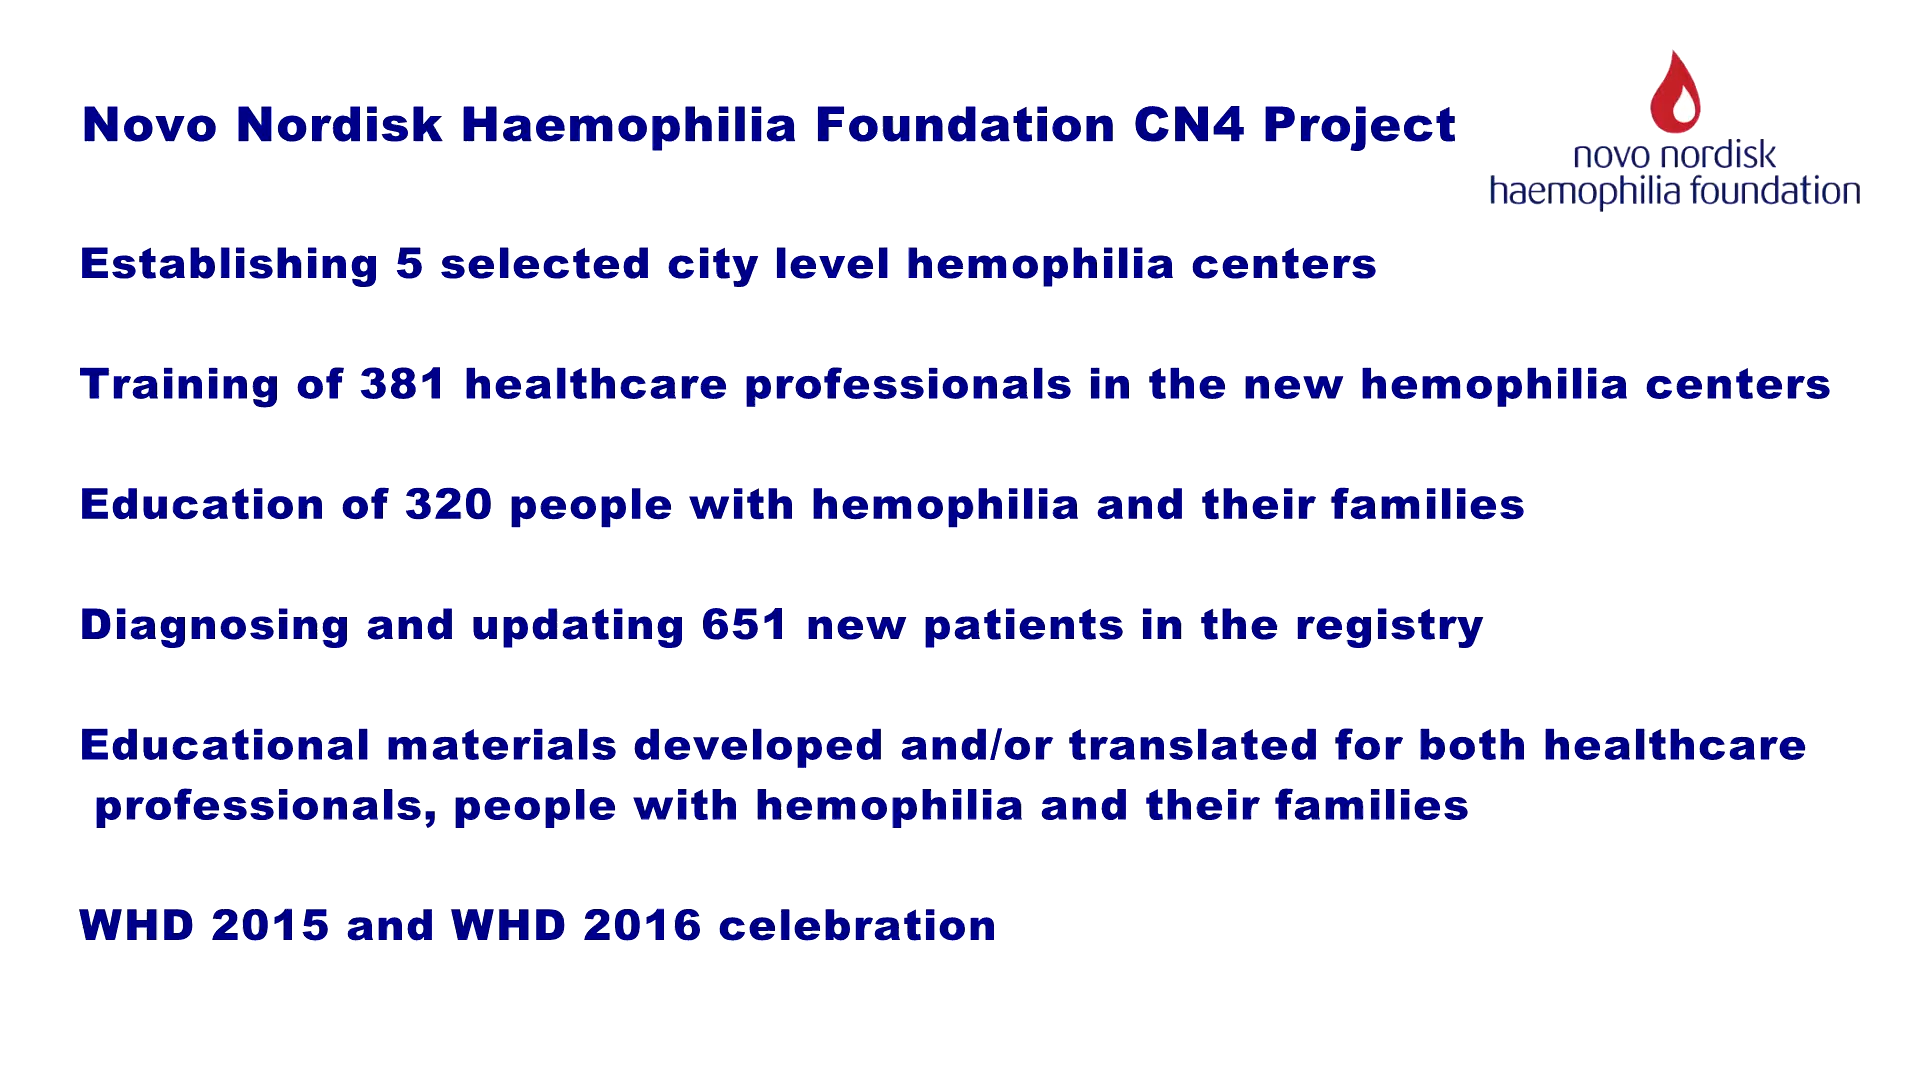 Novo Nordisk Haemophilia Foundation CN4 Project
novo nordisk
haemophilia foundation
Establishing 5 selected city level hemophilia centers
Training of 381 healthcare professionals in the new hemophilia centers
Education of 320 people with hemophilia and their families
Diagnosing and updating 651 new patients in the registry
Educational materials developed and/or translated for both healthcare
professionals, people with hemophilia and their families
WHD 2015 and WHD 2016 celebration